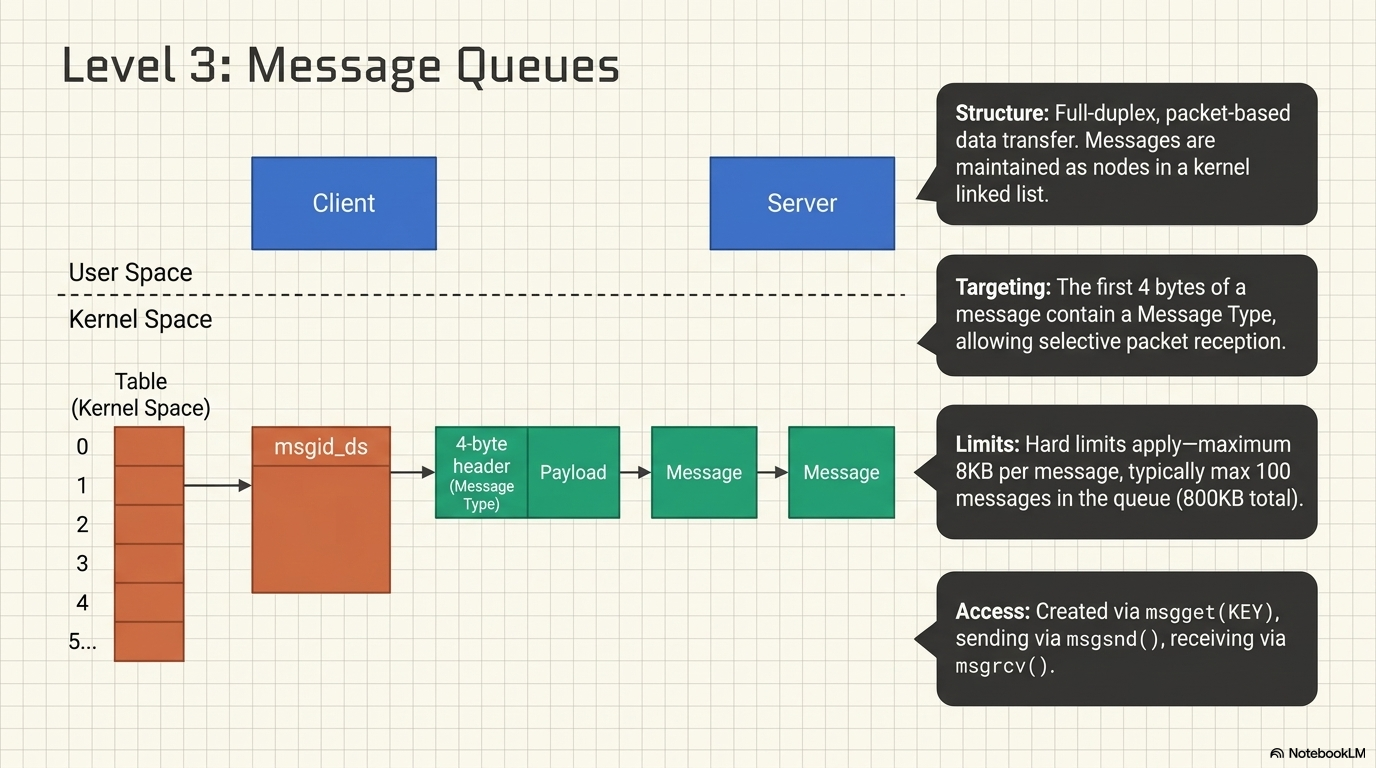 Level 3: Message Queues
Client
Server
User Space
Kernel Space
Table
(Kernel Space)
0
1
2
3
4
5...
msgid_ds
4-byte
header
(Message
Type)
Payload
Message
Message
Structure: Full-duplex, packet-based
data transfer. Messages are
maintained as nodes in a kernel
linked list.
Targeting: The first 4 bytes of a
message contain a Message Type,
allowing selective packet reception.
Limits: Hard limits apply—maximum
8KB per message, typically max 100
messages in the queue (800KB total).
Access: Created via msgget(KEY),
sending via msgsnd(), receiving via
msgrcv().
NotebookLM